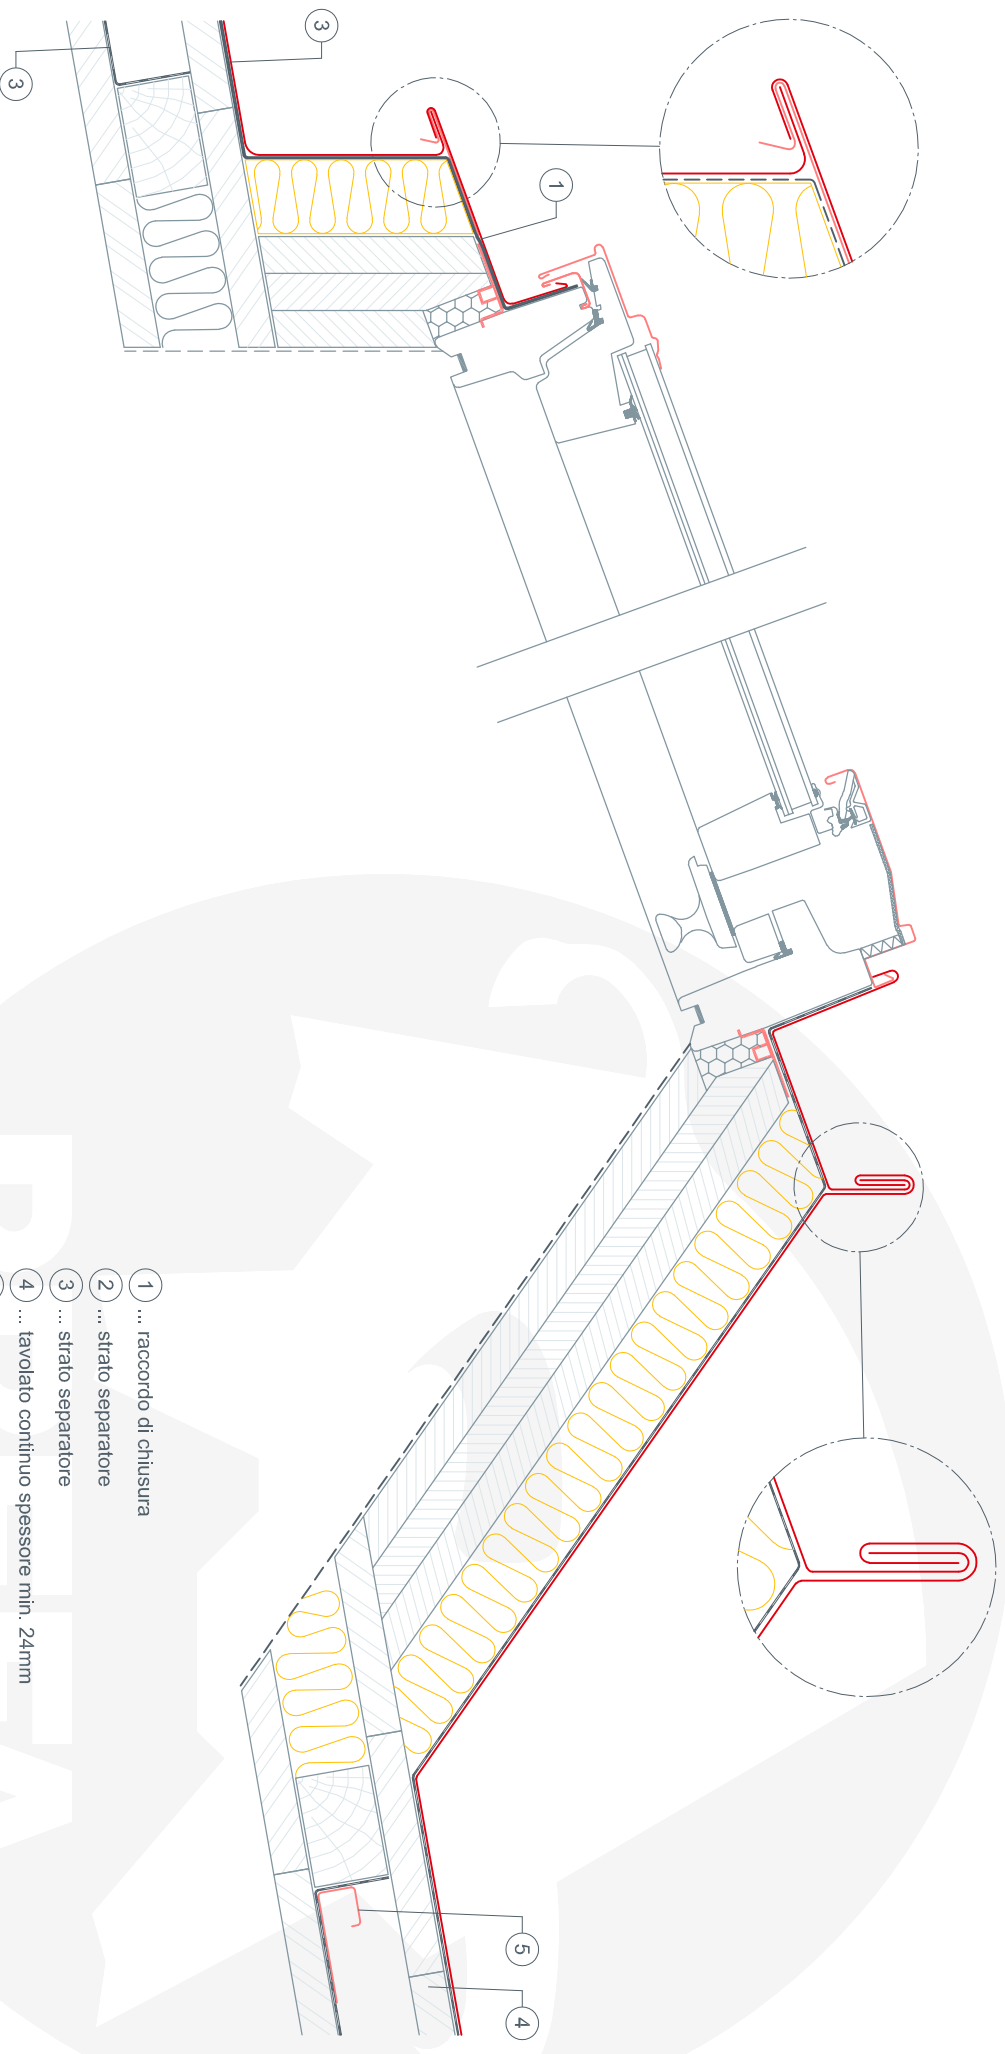 3
3
1
5
4
1 ... raccordo di chiusura
2 ... strato separatore
3 ... strato separatore
4 ... tavolato continuo spessore min. 24mm